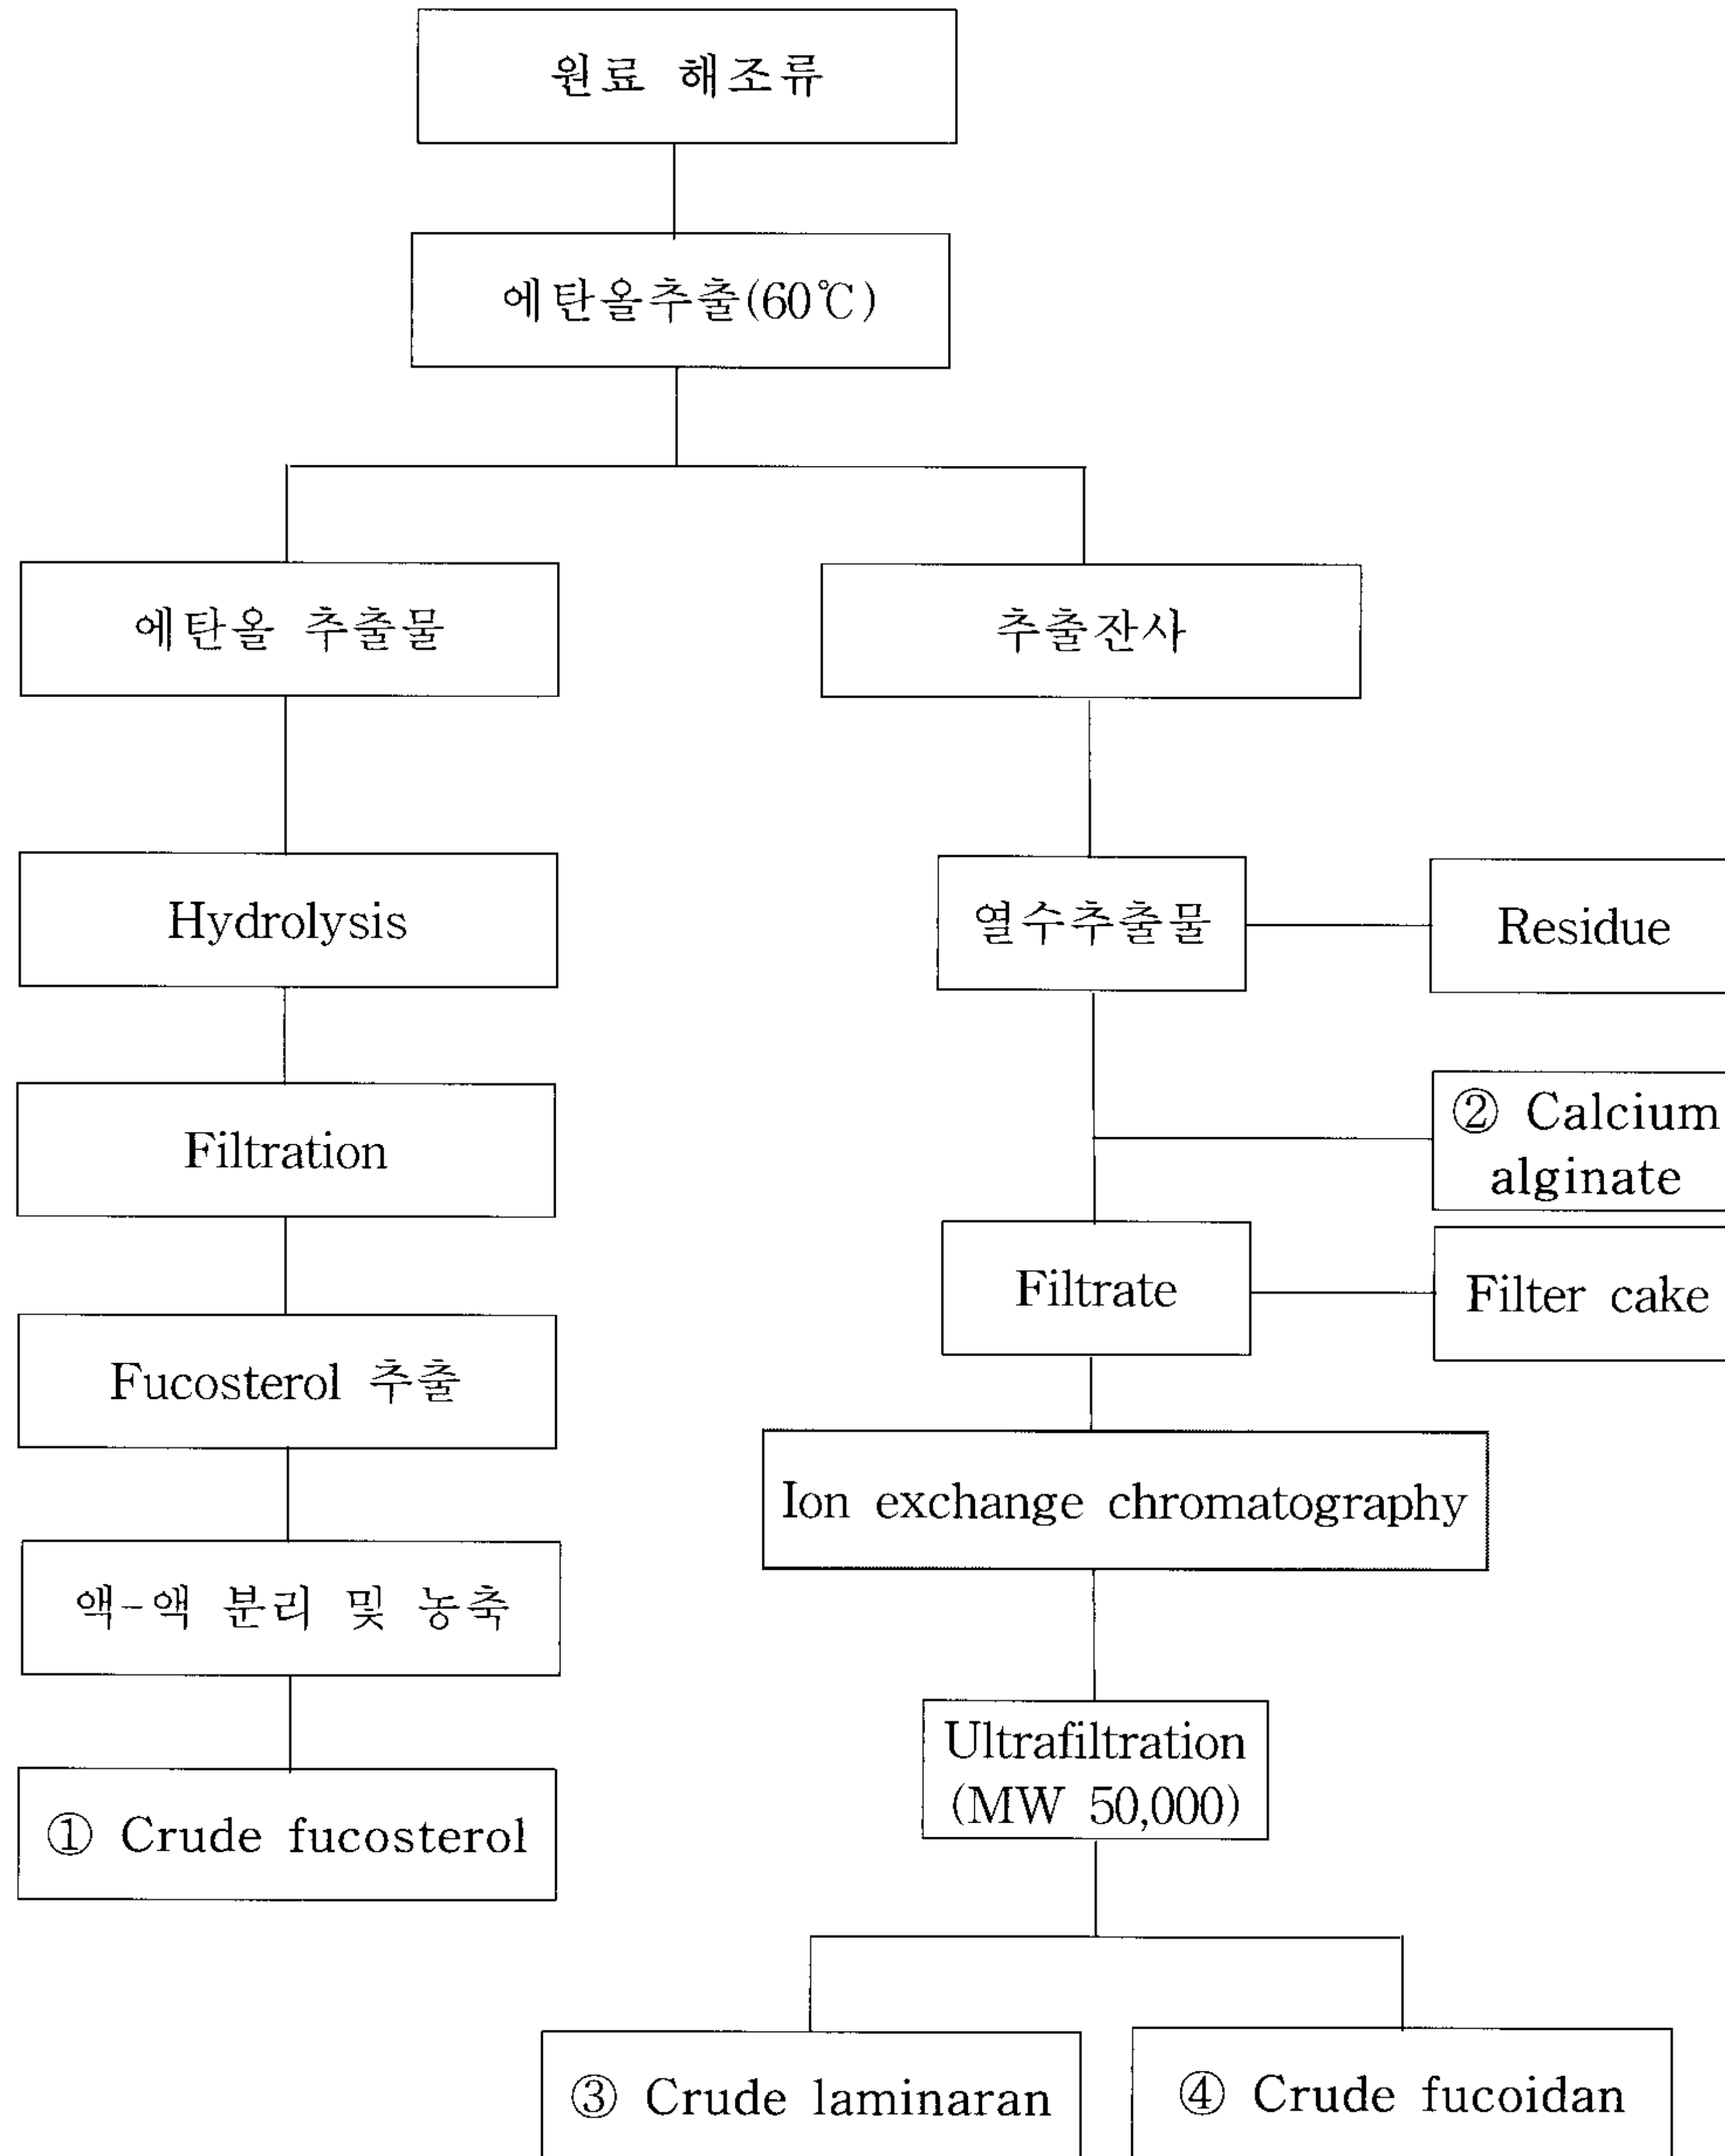 원료 해조류
에탄올추출(60℃)
에탄올 추출물
추출잔사
Hydrolysis
열수추출물
Residue
Filtration
② Calcium
alginate
Filtrate
Filter cake
Fucosterol 추출
Ion exchange chromatography
액-액 분리 및 농축
Ultrafiltration
(MW 50,000)
① Crude fucosterol
③ Crude laminaran
④ Crude fucoidan